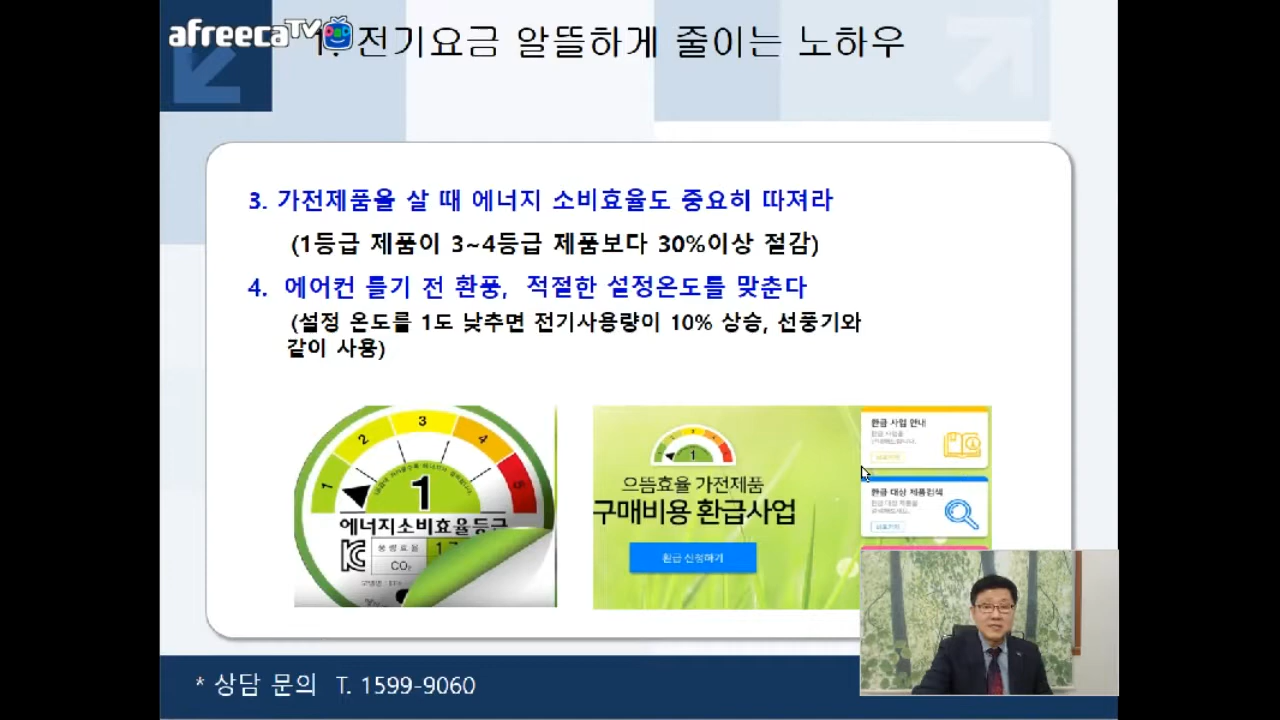 afreecaTV
1. 전기요금 알뜰하게 줄이는 노하우
3. 가전제품을 살 때 에너지 소비효율도 중요히 따져라
(1등급 제품이 3~4등급 제품보다 30%이상 절감)
4. 에어컨 틀기 전 환풍, 적절한 설정온도를 맞춘다
(설정 온도를 1도 낮추면 전기사용량이 10% 상승, 선풍기와
같이 사용)
1
2
3
4
5
1
에너지소비효율등급
CO₂
1
으뜸효율 가전제품
구매비용 환급사업
환급 신청하기
환급 사업 안내
환급 대상 제품검색
* 상담 문의 T. 1599-9060